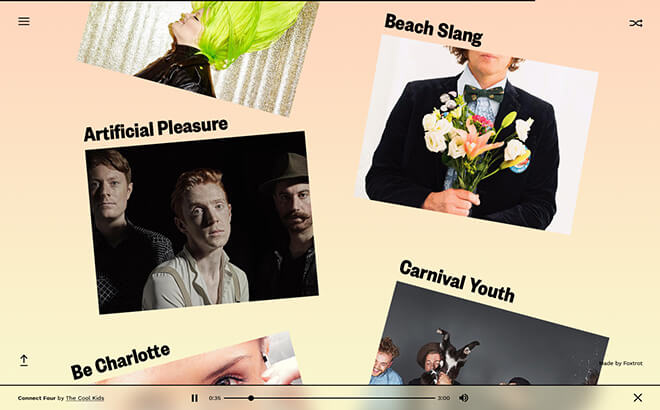 Beach Slang
Artificial Pleasure
Carnival Youth
Be Charlotte
Made by Foxtrot
Connect Four by The Cool Kids
0:35
3:00